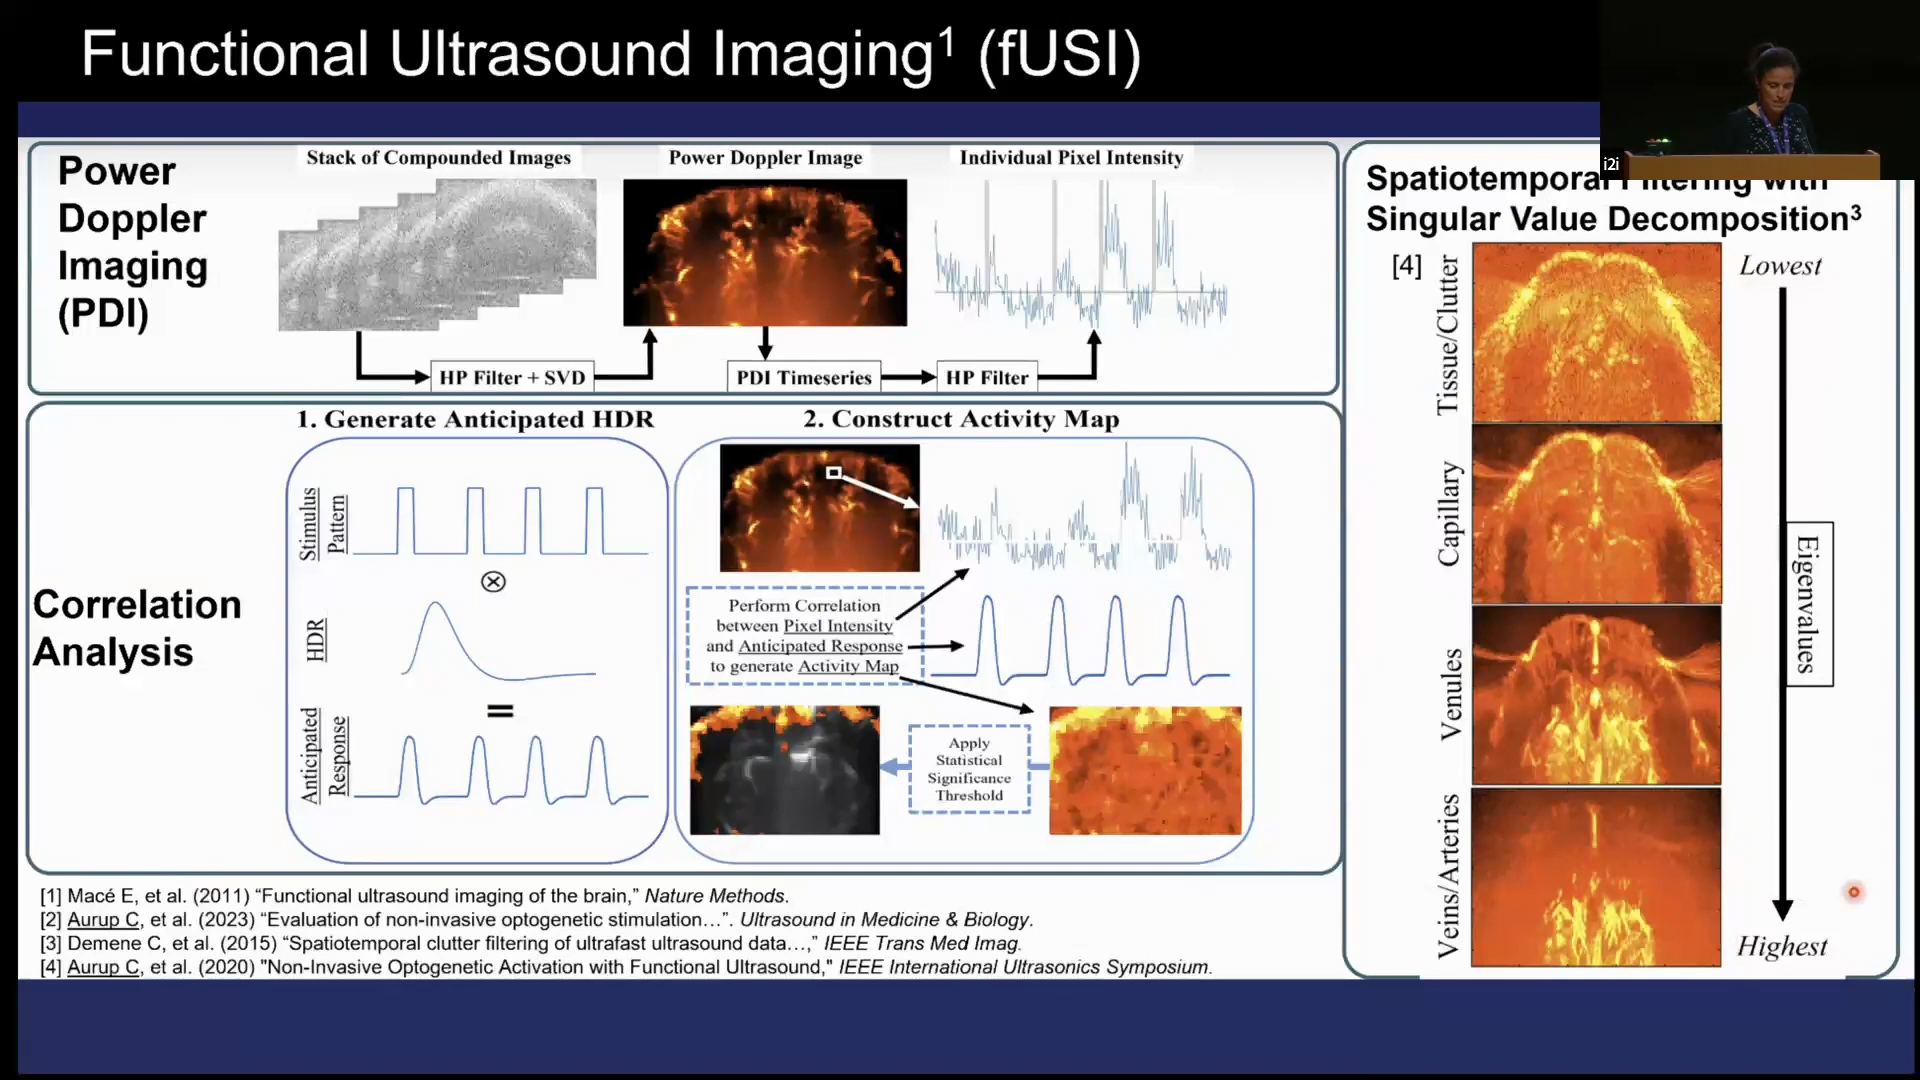 Functional Ultrasound Imaging¹ (fUSI)
i2i
Power
Doppler
Imaging
(PDI)
Stack of Compounded Images
Power Doppler Image
Individual Pixel Intensity
HP Filter + SVD
PDI Timeseries
HP Filter
Correlation
Analysis
1. Generate Anticipated HDR
Stimulus
Pattern
⊗
HDR
=
Anticipated
Response
2. Construct Activity Map
Perform Correlation
between Pixel Intensity
and Anticipated Response
to generate Activity Map
Apply
Statistical
Significance
Threshold
Spatiotemporal Filtering with
Singular Value Decomposition³
[4]
Tissue/Clutter
Capillary
Venules
Veins/Arteries
Lowest
Eigenvalues
Highest
[1] Macé E, et al. (2011) “Functional ultrasound imaging of the brain,” Nature Methods.
[2] Aurup C, et al. (2023) “Evaluation of non-invasive optogenetic stimulation…”. Ultrasound in Medicine & Biology.
[3] Demene C, et al. (2015) “Spatiotemporal clutter filtering of ultrafast ultrasound data…,” IEEE Trans Med Imag.
[4] Aurup C, et al. (2020) "Non-Invasive Optogenetic Activation with Functional Ultrasound," IEEE International Ultrasonics Symposium.